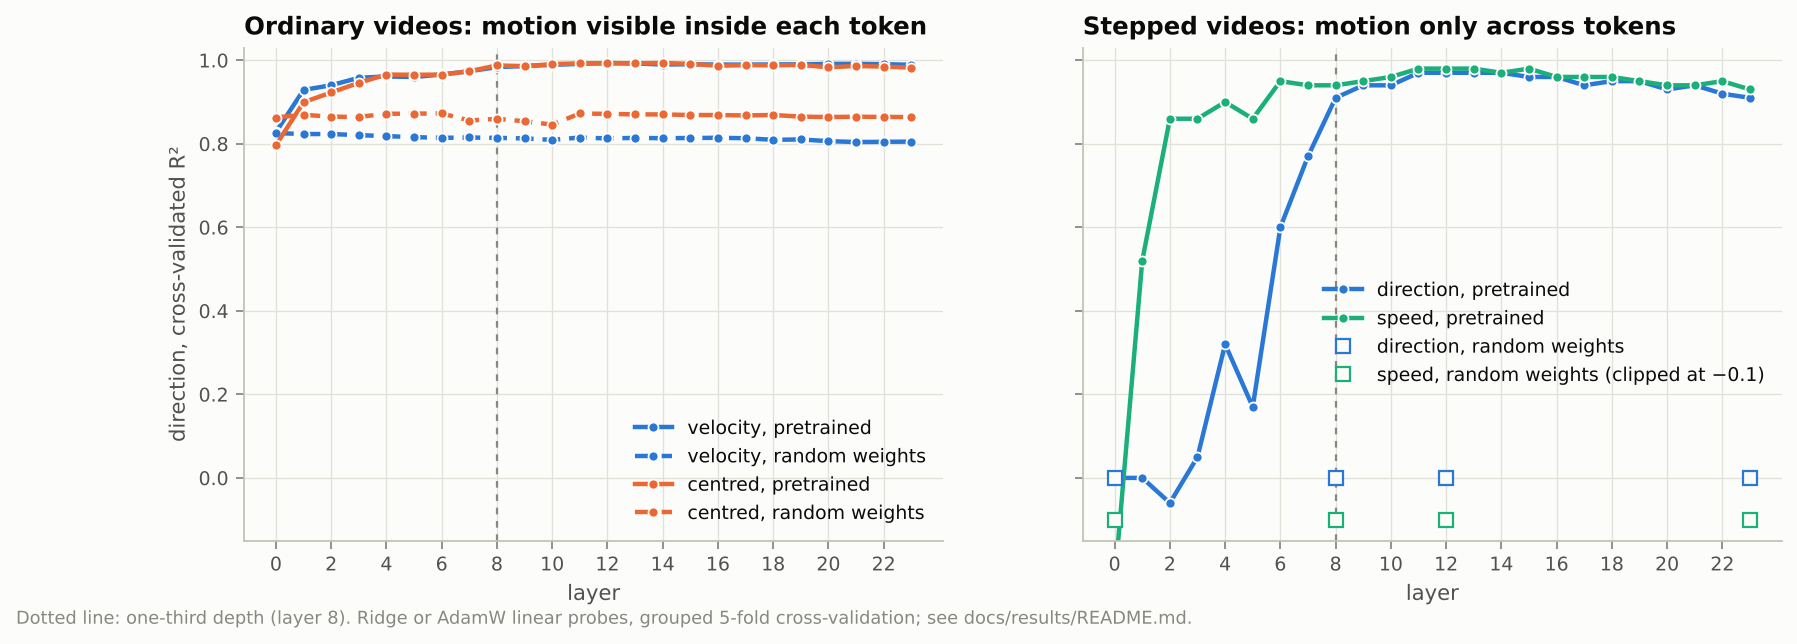 Ordinary videos: motion visible inside each token
Stepped videos: motion only across tokens
direction, cross-validated R²
1.0
0.8
0.6
0.4
0.2
0.0
velocity, pretrained
velocity, random weights
centred, pretrained
centred, random weights
0 2 4 6 8 10 12 14 16 18 20 22
layer
direction, pretrained
speed, pretrained
direction, random weights
speed, random weights (clipped at −0.1)
0 2 4 6 8 10 12 14 16 18 20 22
layer
Dotted line: one-third depth (layer 8). Ridge or AdamW linear probes, grouped 5-fold cross-validation; see docs/results/README.md.